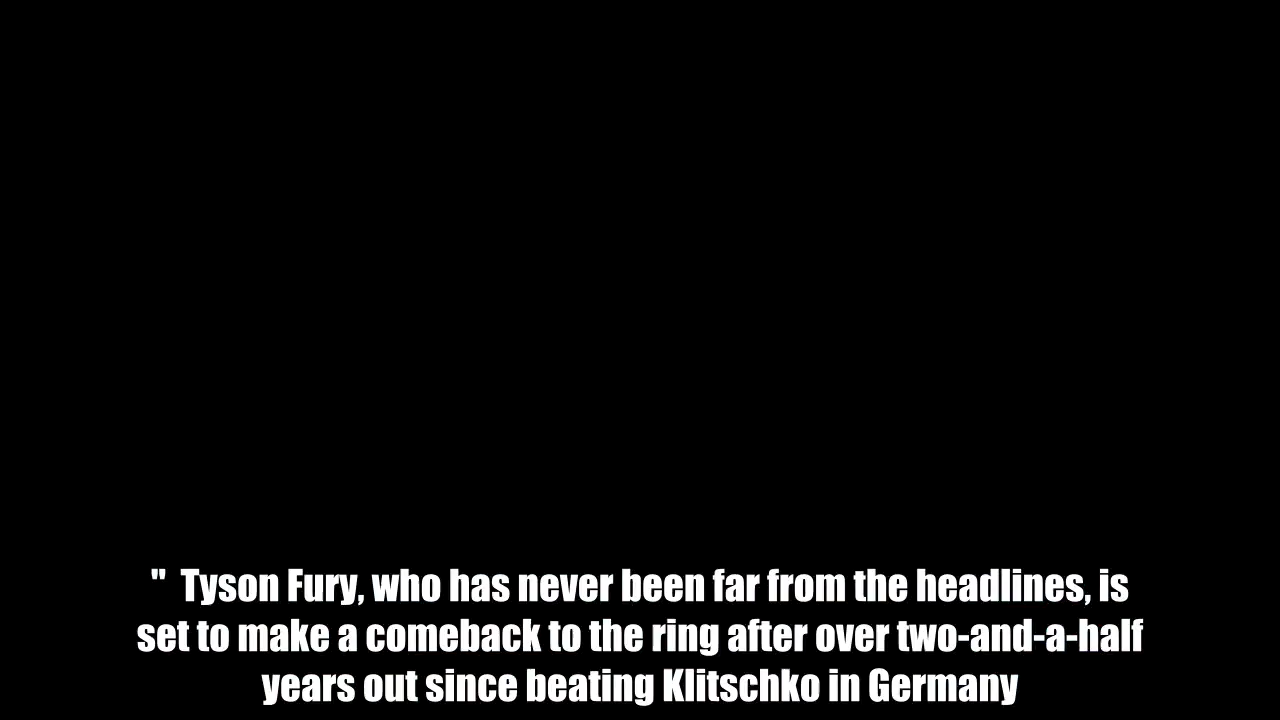 "  Tyson Fury, who has never been far from the headlines, is
set to make a comeback to the ring after over two-and-a-half
years out since beating Klitschko in Germany